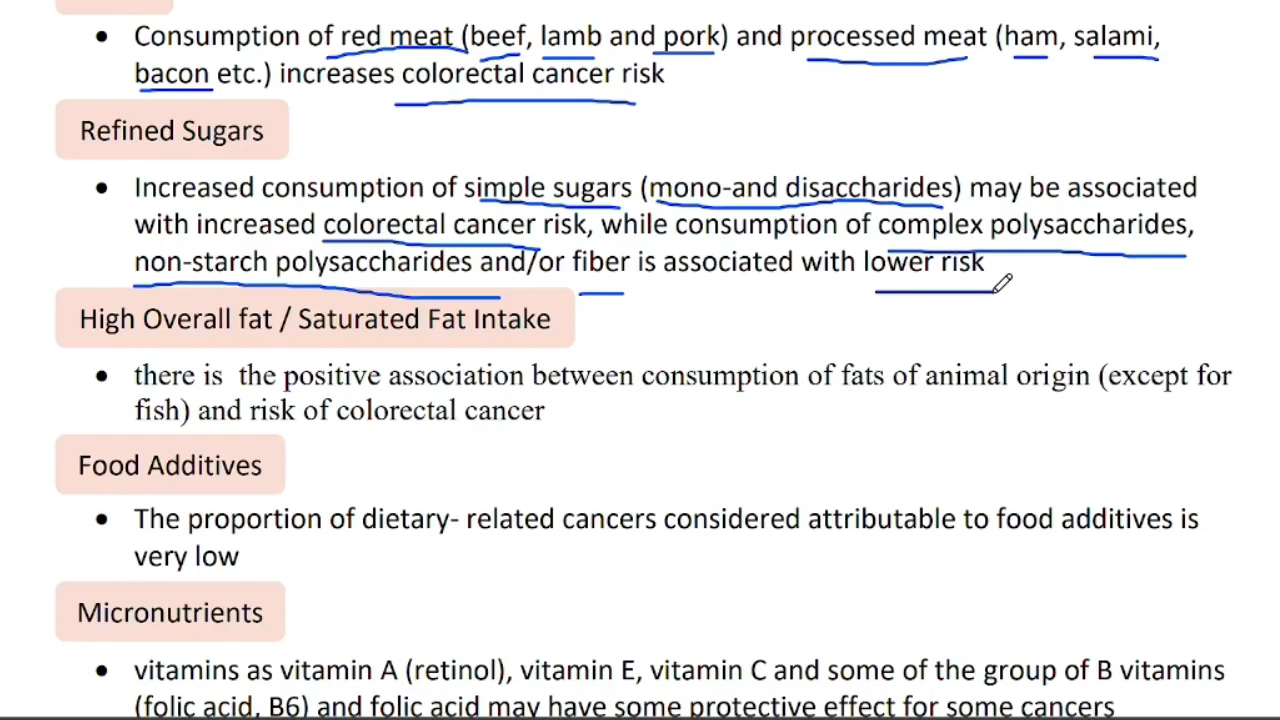 • Consumption of red meat (beef, lamb and pork) and processed meat (ham, salami,
bacon etc.) increases colorectal cancer risk
Refined Sugars
• Increased consumption of simple sugars (mono-and disaccharides) may be associated
with increased colorectal cancer risk, while consumption of complex polysaccharides,
non-starch polysaccharides and/or fiber is associated with lower risk
High Overall fat / Saturated Fat Intake
• there is the positive association between consumption of fats of animal origin (except for
fish) and risk of colorectal cancer
Food Additives
• The proportion of dietary- related cancers considered attributable to food additives is
very low
Micronutrients
• vitamins as vitamin A (retinol), vitamin E, vitamin C and some of the group of B vitamins
(folic acid, B6) and folic acid may have some protective effect for some cancers